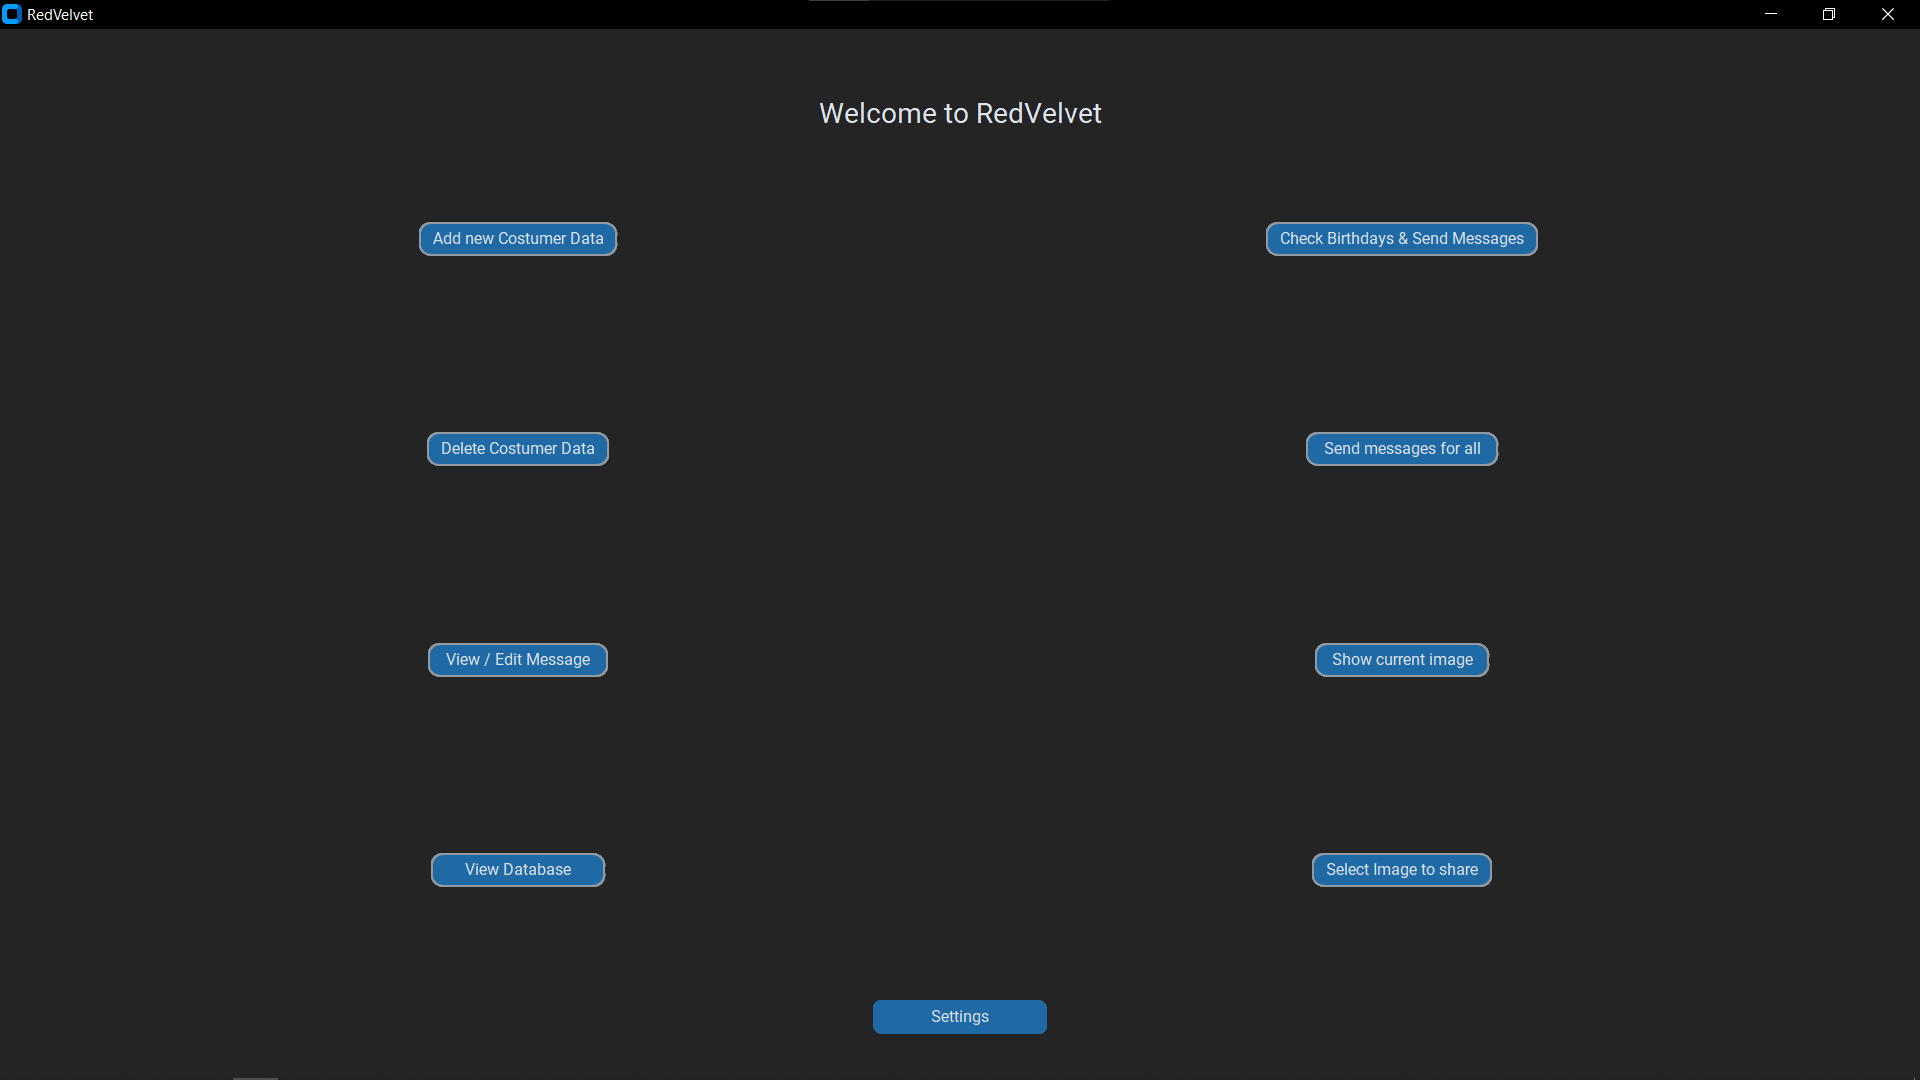 RedVelvet
Welcome to RedVelvet
Add new Costumer Data
Check Birthdays & Send Messages
Delete Costumer Data
Send messages for all
View / Edit Message
Show current image
View Database
Select Image to share
Settings